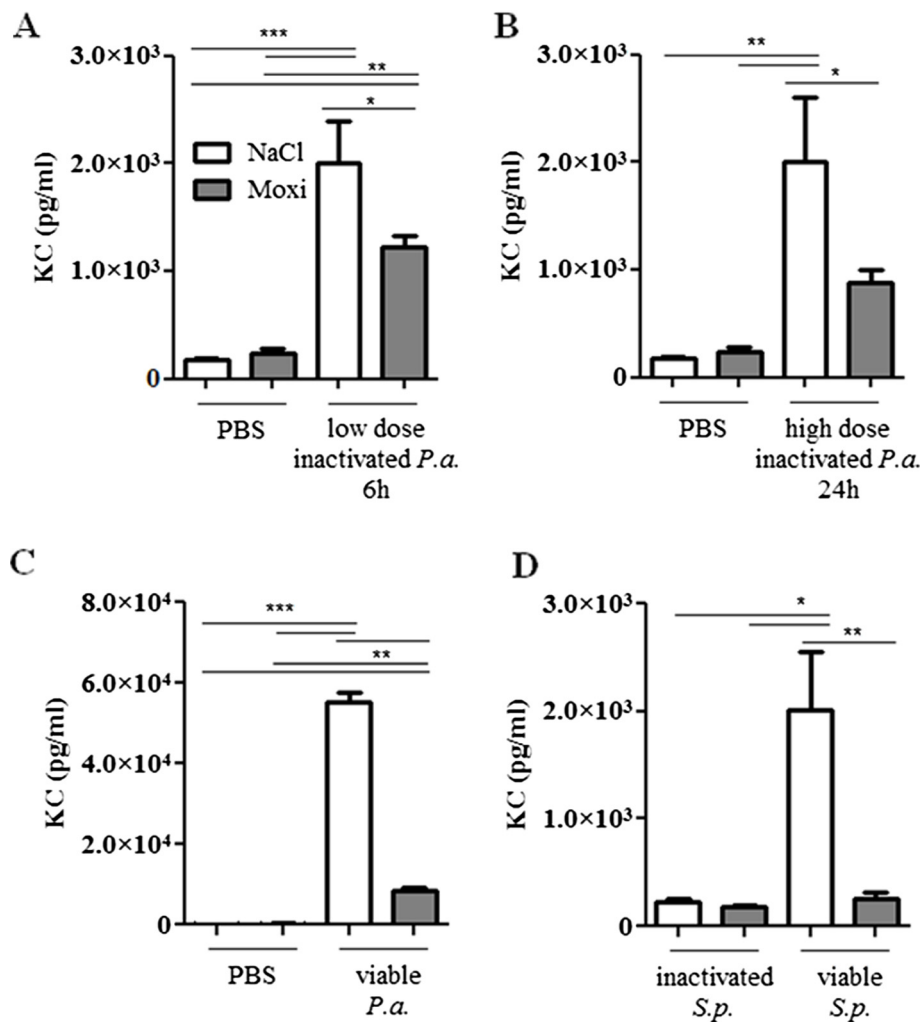 A
***
**
*
3.0×10³
2.0×10³
1.0×10³
0
KC (pg/ml)
NaCl
Moxi
PBS
low dose
inactivated P.a.
6h
B
**
*
3.0×10³
2.0×10³
1.0×10³
0
KC (pg/ml)
PBS
high dose
inactivated P.a.
24h
C
***
**
8.0×10⁴
6.0×10⁴
4.0×10⁴
2.0×10⁴
0
KC (pg/ml)
PBS
viable
P.a.
D
*
**
3.0×10³
2.0×10³
1.0×10³
0
KC (pg/ml)
inactivated
S.p.
viable
S.p.